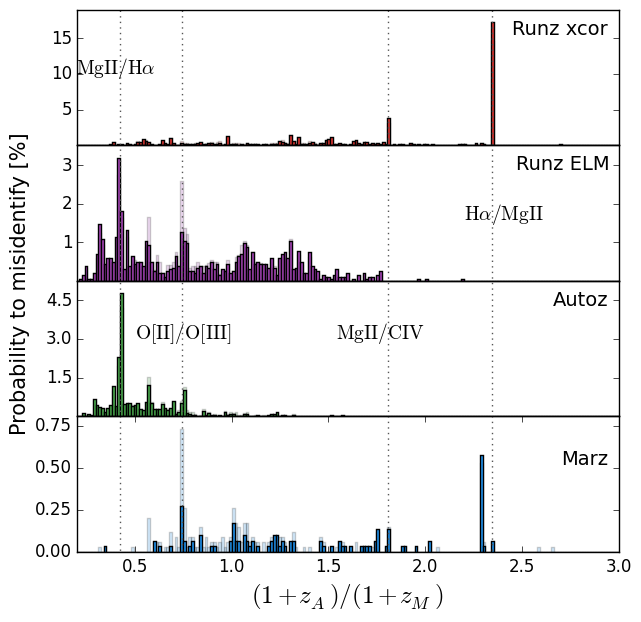 Probability to misidentify [%]
15
10
5
Runz xcor
MgII/Hα
3
2
1
Runz ELM
Hα/MgII
4.5
3.0
1.5
Autoz
O[II]/O[III]
MgII/CIV
0.75
0.50
0.25
0.00
Marz
0.5 1.0 1.5 2.0 2.5 3.0
(1+z_A)/(1+z_M)